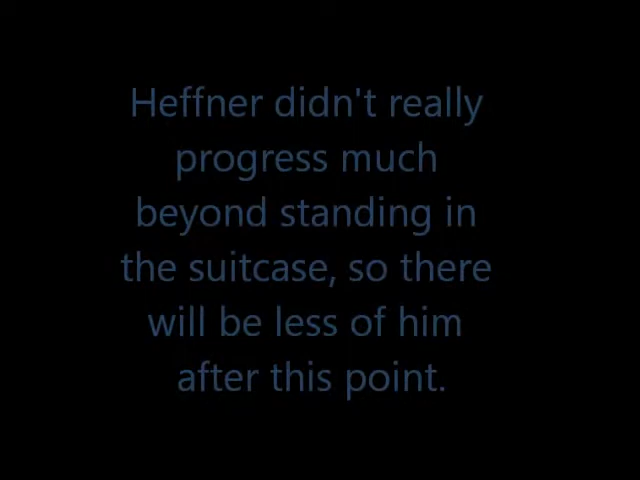 Heffner didn't really
progress much
beyond standing in
the suitcase, so there
will be less of him
after this point.